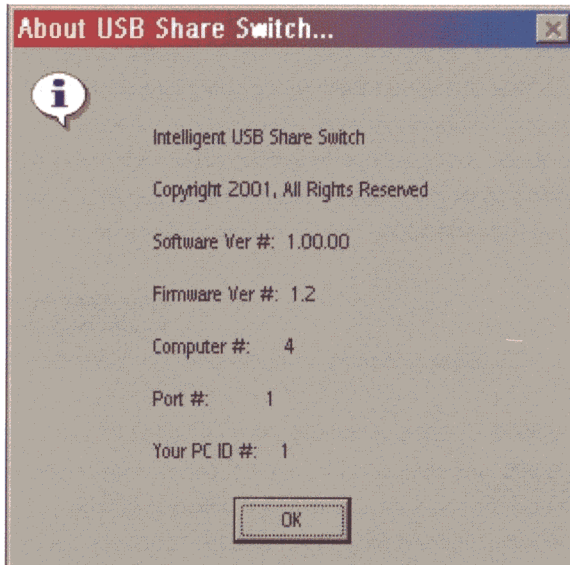 About USB Share Switch...
Intelligent USB Share Switch
Copyright 2001, All Rights Reserved
Software Ver #: 1.00.00
Firmware Ver #: 1.2
Computer #: 4
Port #: 1
Your PC ID #: 1
OK